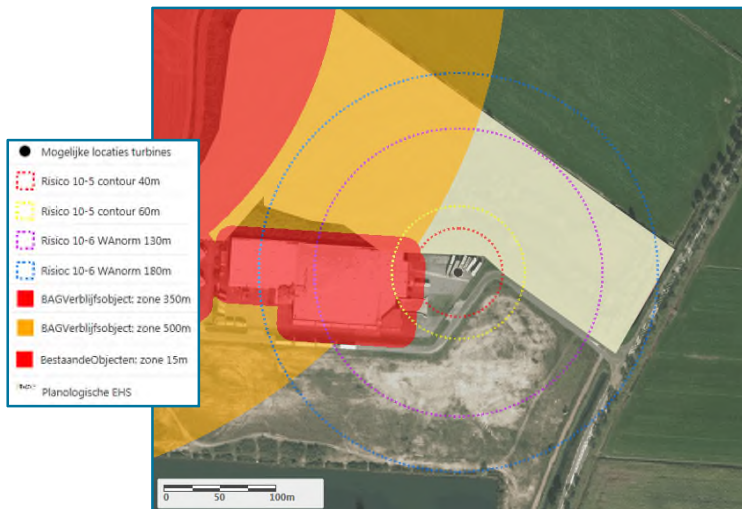 Mogelijke locaties turbines
Risico 10-5 contour 40m
Risico 10-5 contour 60m
Risico 10-6 WAnorm 130m
Risioc 10-6 WAnorm 180m
BAGVerblijfsobject: zone 350m
BAGVerblijfsobject: zone 500m
BestaandeObjecten: zone 15m
Planologische EHS
0 50 100m